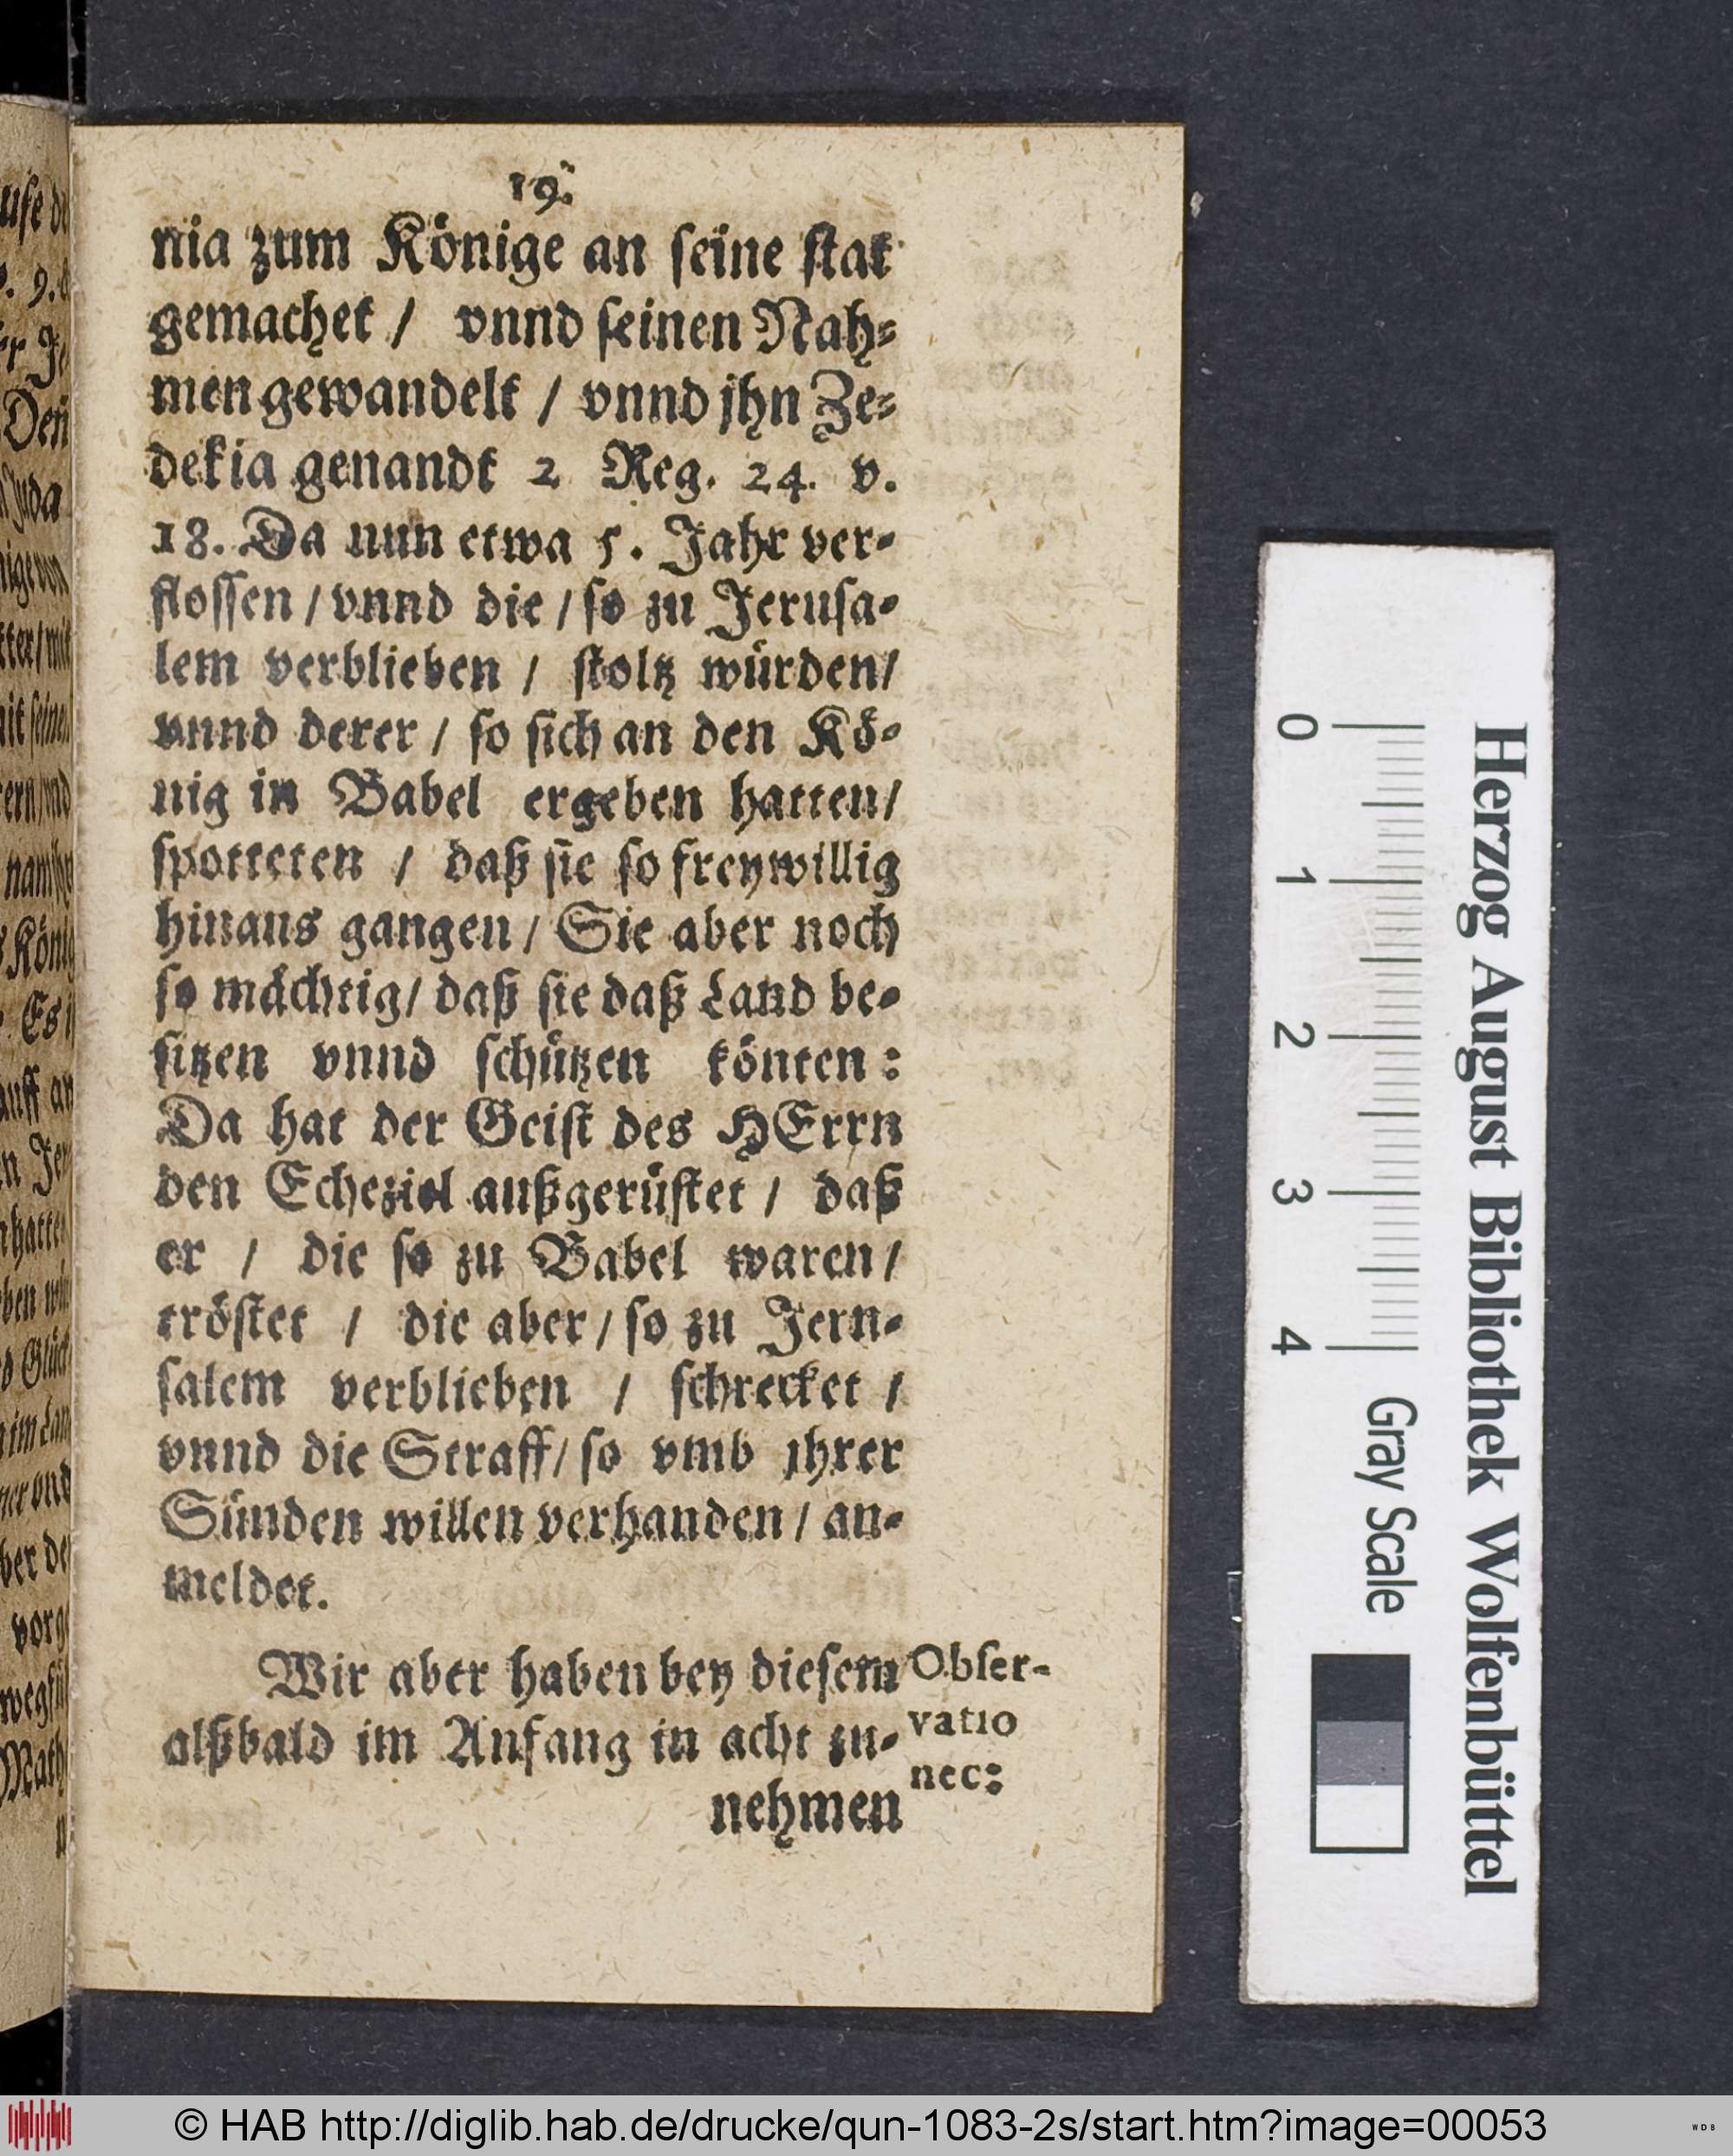 19.
nia zum Könige an ſeine ſtat
gemachet / vnnd ſeinen Nah⸗
men gewandelt / vnnd jhn Ze⸗
dekia genandt 2 Reg. 24. v.
18. Da nun etwa 5. Jahr ver⸗
floſſen / vnnd die / ſo zu Jeruſa⸗
lem verblieben / ſtoltz würden/
vnnd derer / ſo ſich an den Kö⸗
nig in Babel ergeben hatten/
ſpotteten / daß ſie ſo freywillig
hinaus gangen / Sie aber noch
ſo mächtig / daß ſie daß Land be⸗
ſitzen vnnd ſchützen könten :
Da hat der Geiſt des HErrn
den Echeziel außgerüſtet / daß
er / die ſo zu Babel waren /
tröſtet / die aber / ſo zu Jeru⸗
ſalem verblieben / ſchrecket /
vnnd die Straff / ſo vmb jhrer
Sünden willen verhanden / an⸗
meldet.
Wir aber haben bey dieſem
alßbald im Anfang in acht zu⸗
nehmen
Obſer-
vatio
nec:
Herzog August Bibliothek Wolfenbüttel
0 1 2 3 4 Gray Scale
© HAB http://diglib.hab.de/drucke/qun-1083-2s/start.htm?image=00053
WDB